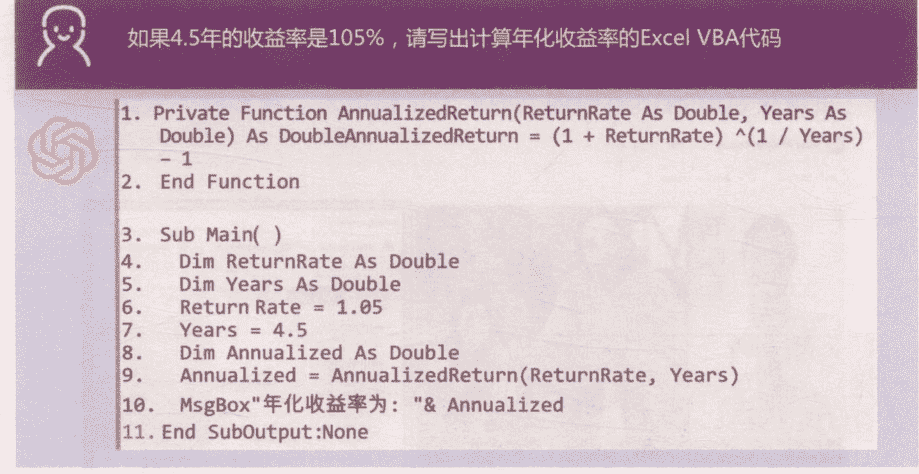 如果4.5年的收益率是105%，请写出计算年化收益率的Excel VBA代码
1. Private Function AnnualizedReturn(ReturnRate As Double, Years As
Double) As DoubleAnnualizedReturn = (1 + ReturnRate) ^(1 / Years)
– 1
2. End Function
3. Sub Main( )
4. Dim ReturnRate As Double
5. Dim Years As Double
6. Return Rate = 1.05
7. Years = 4.5
8. Dim Annualized As Double
9. Annualized = AnnualizedReturn(ReturnRate, Years)
10. MsgBox"年化收益率为: "& Annualized
11. End SubOutput:None